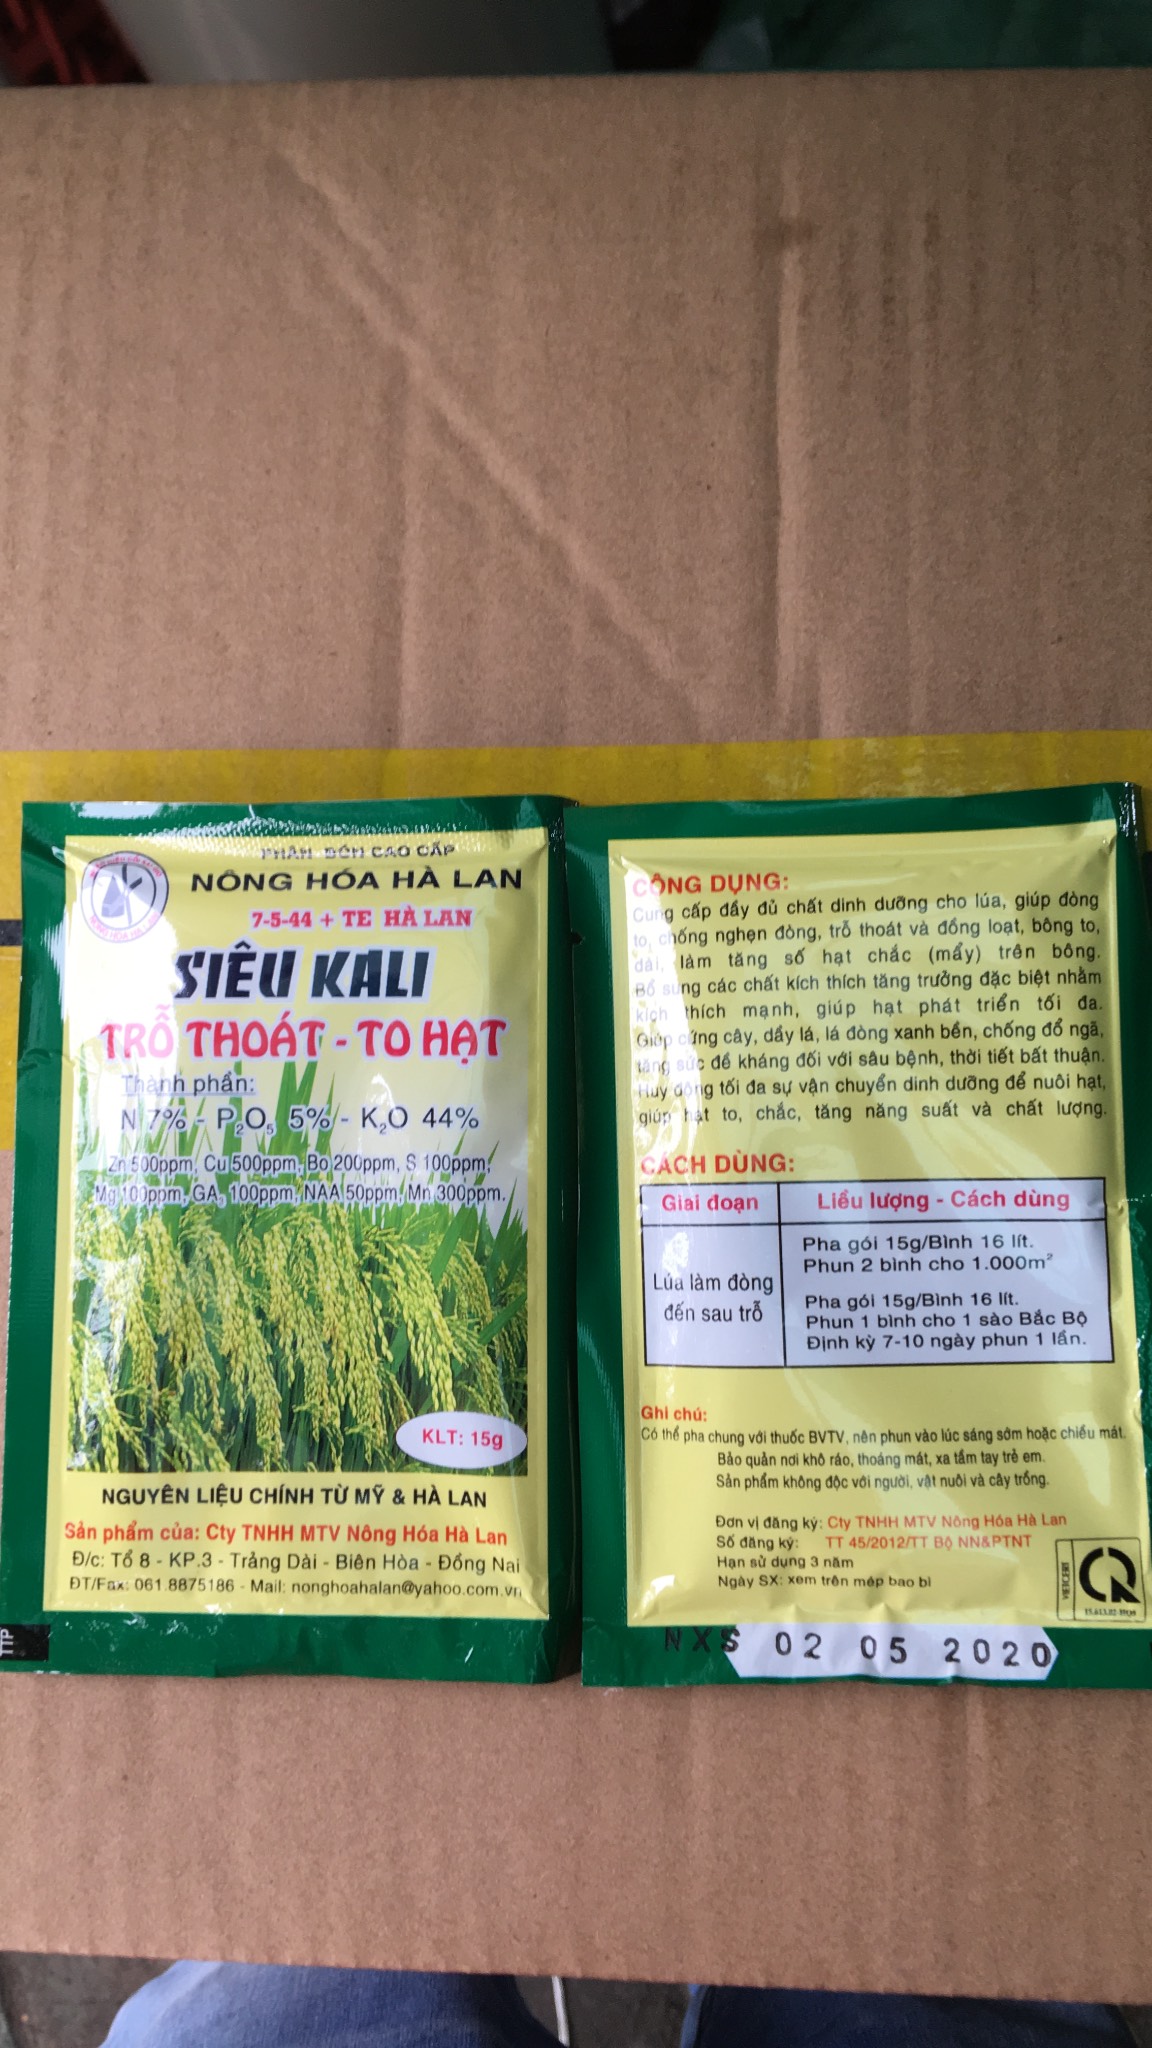 PHÂN BÓN CAO CẤP
NÔNG HÓA HÀ LAN
7-5-44 + TE HÀ LAN
SIÊU KALI
TRỖ THOÁT - TO HẠT
Thành phần:
N 7% - P₂O₅ 5% - K₂O 44%
Zn 500ppm, Cu 500ppm, Bo 200ppm, S 100ppm,
Mg 100ppm, GA₃ 100ppm, NAA 50ppm, Mn 300ppm.
KLT: 15g
NGUYÊN LIỆU CHÍNH TỪ MỸ & HÀ LAN
Sản phẩm của: Cty TNHH MTV Nông Hóa Hà Lan
Đ/c: Tổ 8 - KP.3 - Trảng Dài - Biên Hòa - Đồng Nai
ĐT/Fax: 061.8875186 - Mail: nonghoahalan@yahoo.com.vn
TTP
CÔNG DỤNG:
Cung cấp đầy đủ chất dinh dưỡng cho lúa, giúp đòng
to, chống nghẹn đòng, trỗ thoát và đồng loạt, bông to,
dài, làm tăng số hạt chắc (mẩy) trên bông.
Bổ sung các chất kích thích tăng trưởng đặc biệt nhằm
kích thích mạnh, giúp hạt phát triển tối đa.
Giúp cứng cây, dầy lá, lá đòng xanh bền, chống đổ ngã,
tăng sức đề kháng đối với sâu bệnh, thời tiết bất thuận.
Huy động tối đa sự vận chuyển dinh dưỡng để nuôi hạt,
giúp hạt to, chắc, tăng năng suất và chất lượng.
CÁCH DÙNG:
Giai đoạn Liều lượng - Cách dùng
Lúa làm đòng
đến sau trỗ
Pha gói 15g/Bình 16 lít.
Phun 2 bình cho 1.000m²
Pha gói 15g/Bình 16 lít.
Phun 1 bình cho 1 sào Bắc Bộ
Định kỳ 7-10 ngày phun 1 lần.
Ghi chú:
Có thể pha chung với thuốc BVTV, nên phun vào lúc sáng sớm hoặc chiều mát.
Bảo quản nơi khô ráo, thoáng mát, xa tầm tay trẻ em.
Sản phẩm không độc với người, vật nuôi và cây trồng.
Đơn vị đăng ký: Cty TNHH MTV Nông Hóa Hà Lan
Số đăng ký: TT 45/2012/TT Bộ NN&PTNT
Hạn sử dụng 3 năm
Ngày SX: xem trên mép bao bì
VIETCERT
NXS 02 05 2020